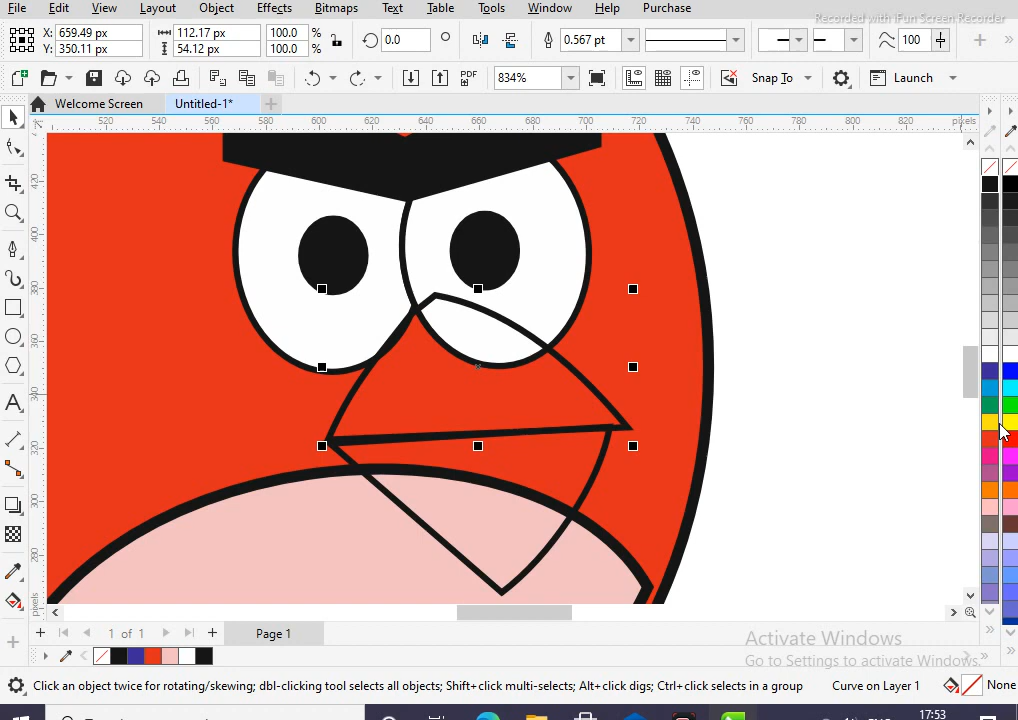 File Edit View Layout Object Effects Bitmaps Text Table Tools Window Help Purchase
Recorded with iFun Screen Recorder
X: 659.49 px 112.17 px 100.0 % 0.0 0.567 pt 100
Y: 350.11 px 54.12 px 100.0 %
PDF 834% Snap To Launch
Welcome Screen Untitled-1*
520 540 560 580 600 620 640 660 680 700 720 740 760 780 800 820 pixels
420
400
380
360
340
320
300
280
pixels
1 of 1 Page 1
Activate Windows
Go to Settings to activate Windows.
Click an object twice for rotating/skewing; dbl-clicking tool selects all objects; Shift+click multi-selects; Alt+click digs; Ctrl+click selects in a group Curve on Layer 1 None
17:53